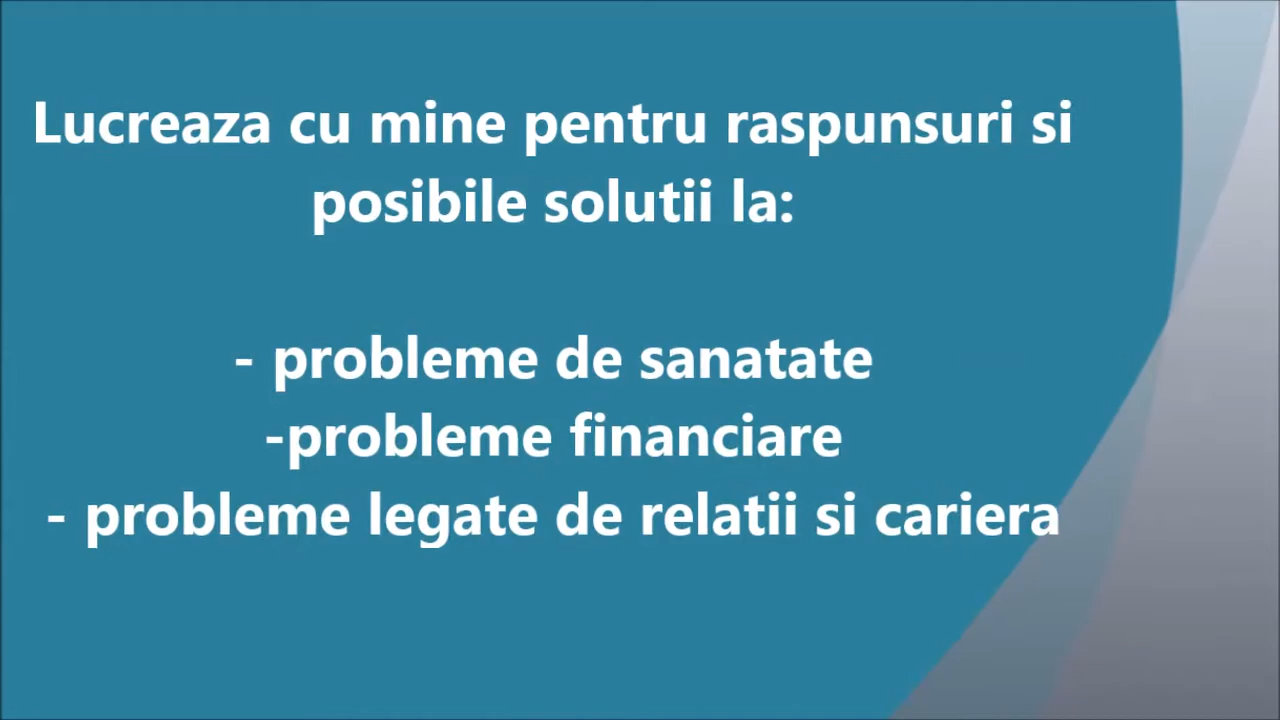 Lucreaza cu mine pentru raspunsuri si
posibile solutii la:
- probleme de sanatate
-probleme financiare
- probleme legate de relatii si cariera